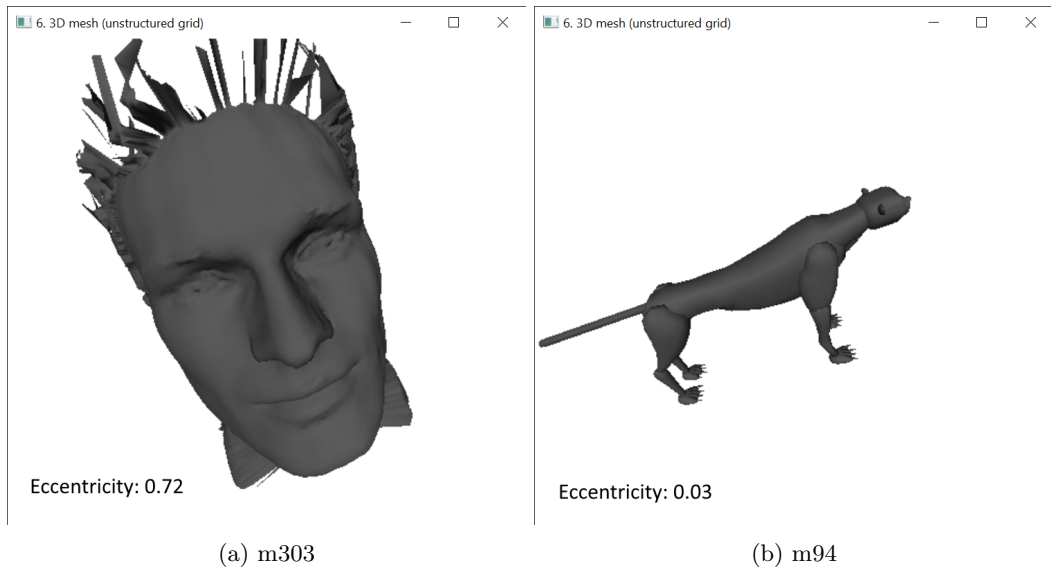 6. 3D mesh (unstructured grid)
6. 3D mesh (unstructured grid)
Eccentricity: 0.72
Eccentricity: 0.03
(a) m303
(b) m94